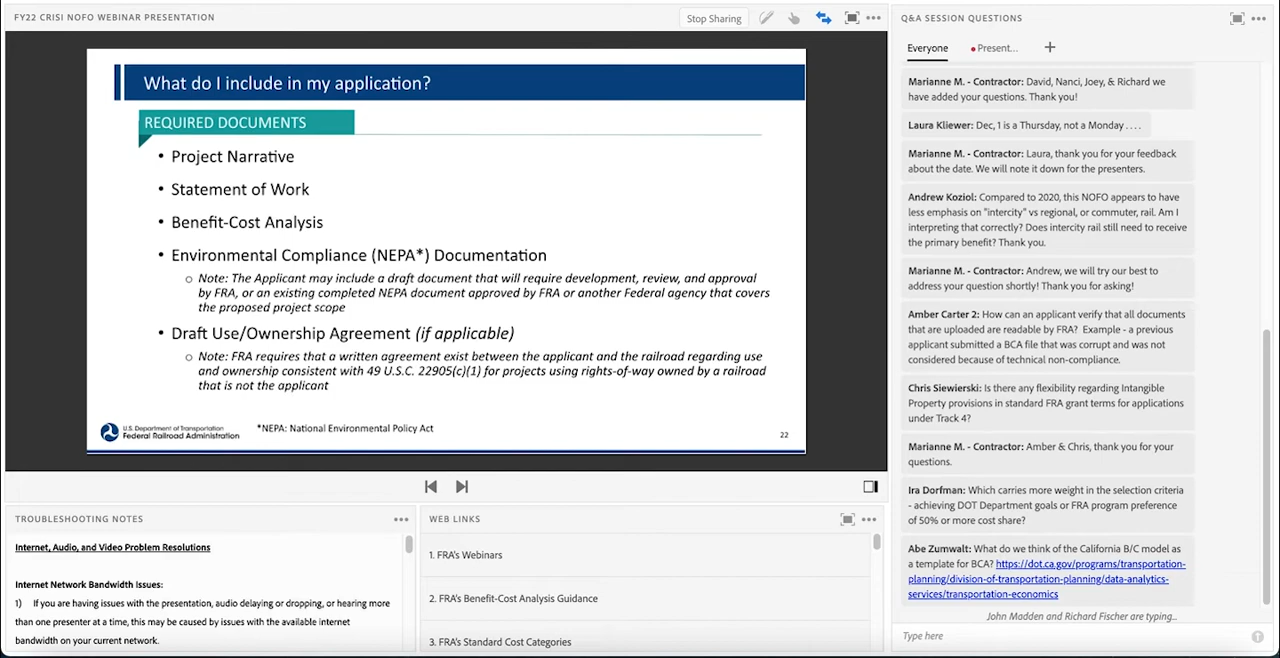 FY22 CRISI NOFO WEBINAR PRESENTATION
Stop Sharing
What do I include in my application?
REQUIRED DOCUMENTS
• Project Narrative
• Statement of Work
• Benefit-Cost Analysis
• Environmental Compliance (NEPA*) Documentation
○ Note: The Applicant may include a draft document that will require development, review, and approval
by FRA, or an existing completed NEPA document approved by FRA or another Federal agency that covers
the proposed project scope
• Draft Use/Ownership Agreement (if applicable)
○ Note: FRA requires that a written agreement exist between the applicant and the railroad regarding use
and ownership consistent with 49 U.S.C. 22905(c)(1) for projects using rights-of-way owned by a railroad
that is not the applicant
U.S. Department of Transportation
Federal Railroad Administration
*NEPA: National Environmental Policy Act
22
TROUBLESHOOTING NOTES
Internet, Audio, and Video Problem Resolutions
Internet Network Bandwidth Issues:
1) If you are having issues with the presentation, audio delaying or dropping, or hearing more
than one presenter at a time, this may be caused by issues with the available internet
bandwidth on your current network.
WEB LINKS
1. FRA's Webinars
2. FRA's Benefit-Cost Analysis Guidance
3. FRA's Standard Cost Categories
Q&A SESSION QUESTIONS
Everyone
Present...
Marianne M. - Contractor: David, Nanci, Joey, & Richard we
have added your questions. Thank you!
Laura Kliewer: Dec, 1 is a Thursday, not a Monday . . . .
Marianne M. - Contractor: Laura, thank you for your feedback
about the date. We will note it down for the presenters.
Andrew Koziol: Compared to 2020, this NOFO appears to have
less emphasis on "intercity" vs regional, or commuter, rail. Am I
interpreting that correctly? Does intercity rail still need to receive
the primary benefit? Thank you.
Marianne M. - Contractor: Andrew, we will try our best to
address your question shortly! Thank you for asking!
Amber Carter 2: How can an applicant verify that all documents
that are uploaded are readable by FRA? Example - a previous
applicant submitted a BCA file that was corrupt and was not
considered because of technical non-compliance.
Chris Siewierski: Is there any flexibility regarding Intangible
Property provisions in standard FRA grant terms for applications
under Track 4?
Marianne M. - Contractor: Amber & Chris, thank you for your
questions.
Ira Dorfman: Which carries more weight in the selection criteria
- achieving DOT Department goals or FRA program preference
of 50% or more cost share?
Abe Zumwalt: What do we think of the California B/C model as
a template for BCA? https://dot.ca.gov/programs/transportation-
planning/division-of-transportation-planning/data-analytics-
services/transportation-economics
John Madden and Richard Fischer are typing...
Type here